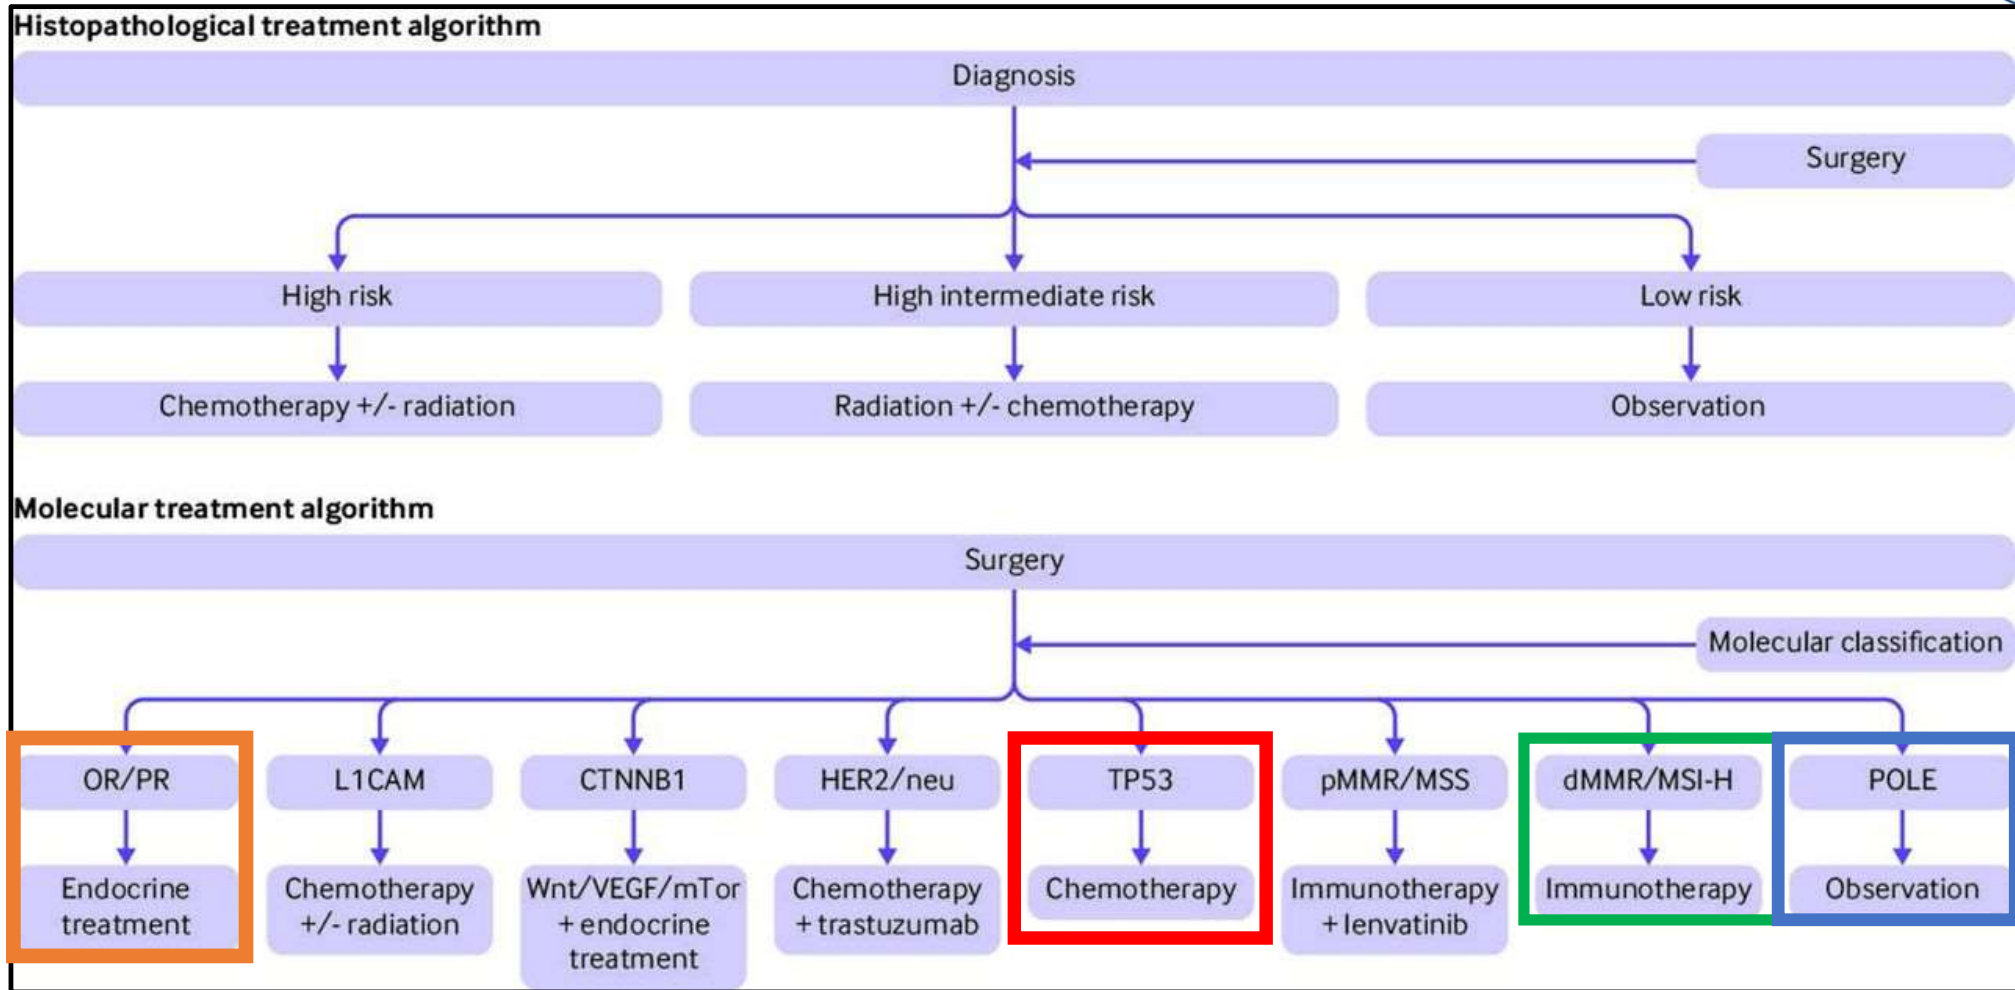 Histopathological treatment algorithm
Diagnosis
Surgery
High risk
High intermediate risk
Low risk
Chemotherapy +/- radiation
Radiation +/- chemotherapy
Observation
Molecular treatment algorithm
Surgery
Molecular classification
OR/PR
L1CAM
CTNNB1
HER2/neu
TP53
pMMR/MSS
dMMR/MSI-H
POLE
Endocrine
treatment
Chemotherapy
+/- radiation
Wnt/VEGF/mTor
+ endocrine
treatment
Chemotherapy
+ trastuzumab
Chemotherapy
Immunotherapy
+ lenvatinib
Immunotherapy
Observation